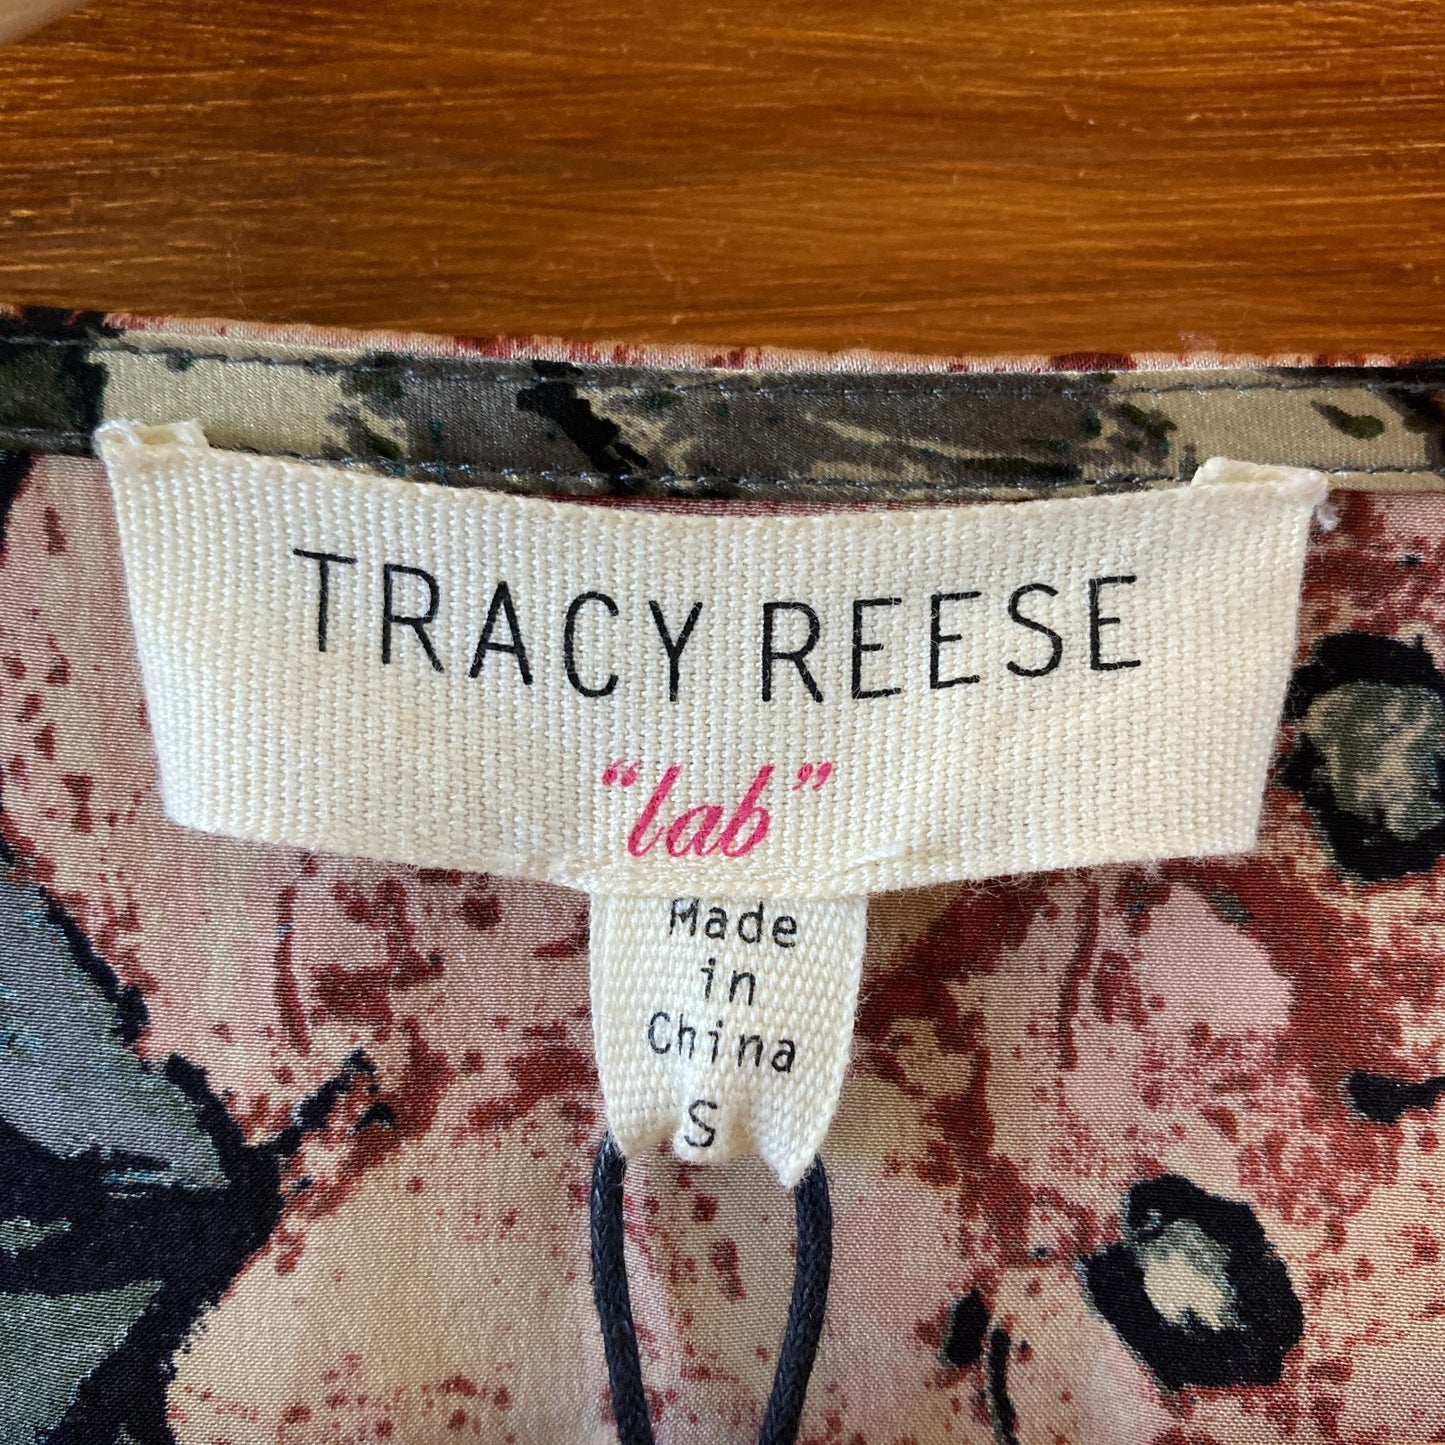 TRACY REESE
“lab”
Made
in
China
S